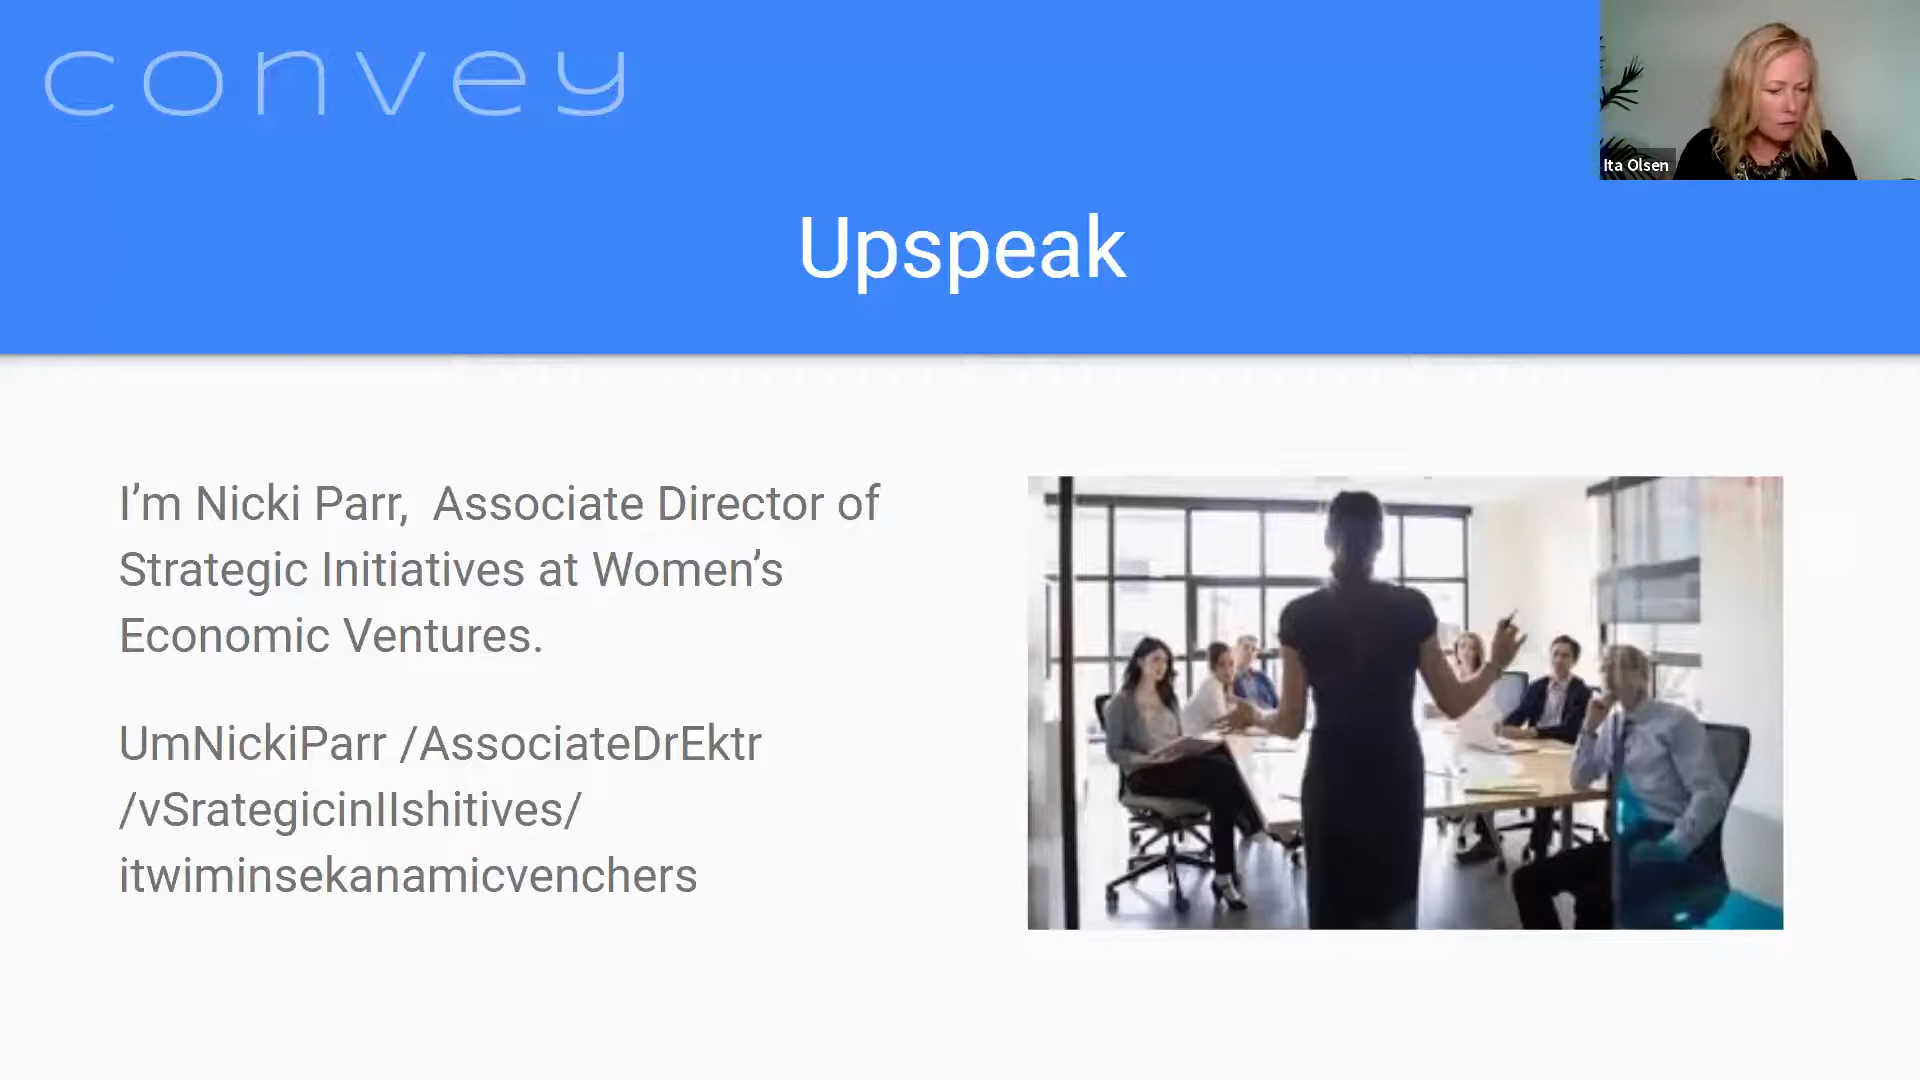 convey
Ita Olsen
Upspeak
I’m Nicki Parr,  Associate Director of
Strategic Initiatives at Women’s
Economic Ventures.
UmNickiParr /AssociateDrEktr
/vSrategicinIlshitives/
itwiminsekanamicvenchers